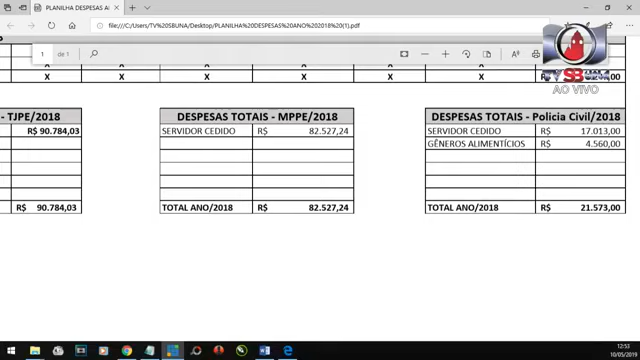 PLANILHA DESPESAS AO
file:///C:/Users/TV%20SBUNA/Desktop/PLANILHA%20DESPESAS%20ANO%202018%20(1).pdf
1 de 1
TV SBUNA
AO VIVO
X X X X X
- TJPE/2018
R$ 90.784,03
R$ 90.784,03
DESPESAS TOTAIS - MPPE/2018
SERVIDOR CEDIDO R$ 82.527,24
TOTAL ANO/2018 R$ 82.527,24
DESPESAS TOTAIS - Policia Civil/2018
SERVIDOR CEDIDO R$ 17.013,00
GÊNEROS ALIMENTÍCIOS R$ 4.560,00
TOTAL ANO/2018 R$ 21.573,00
12:53
10/05/2019